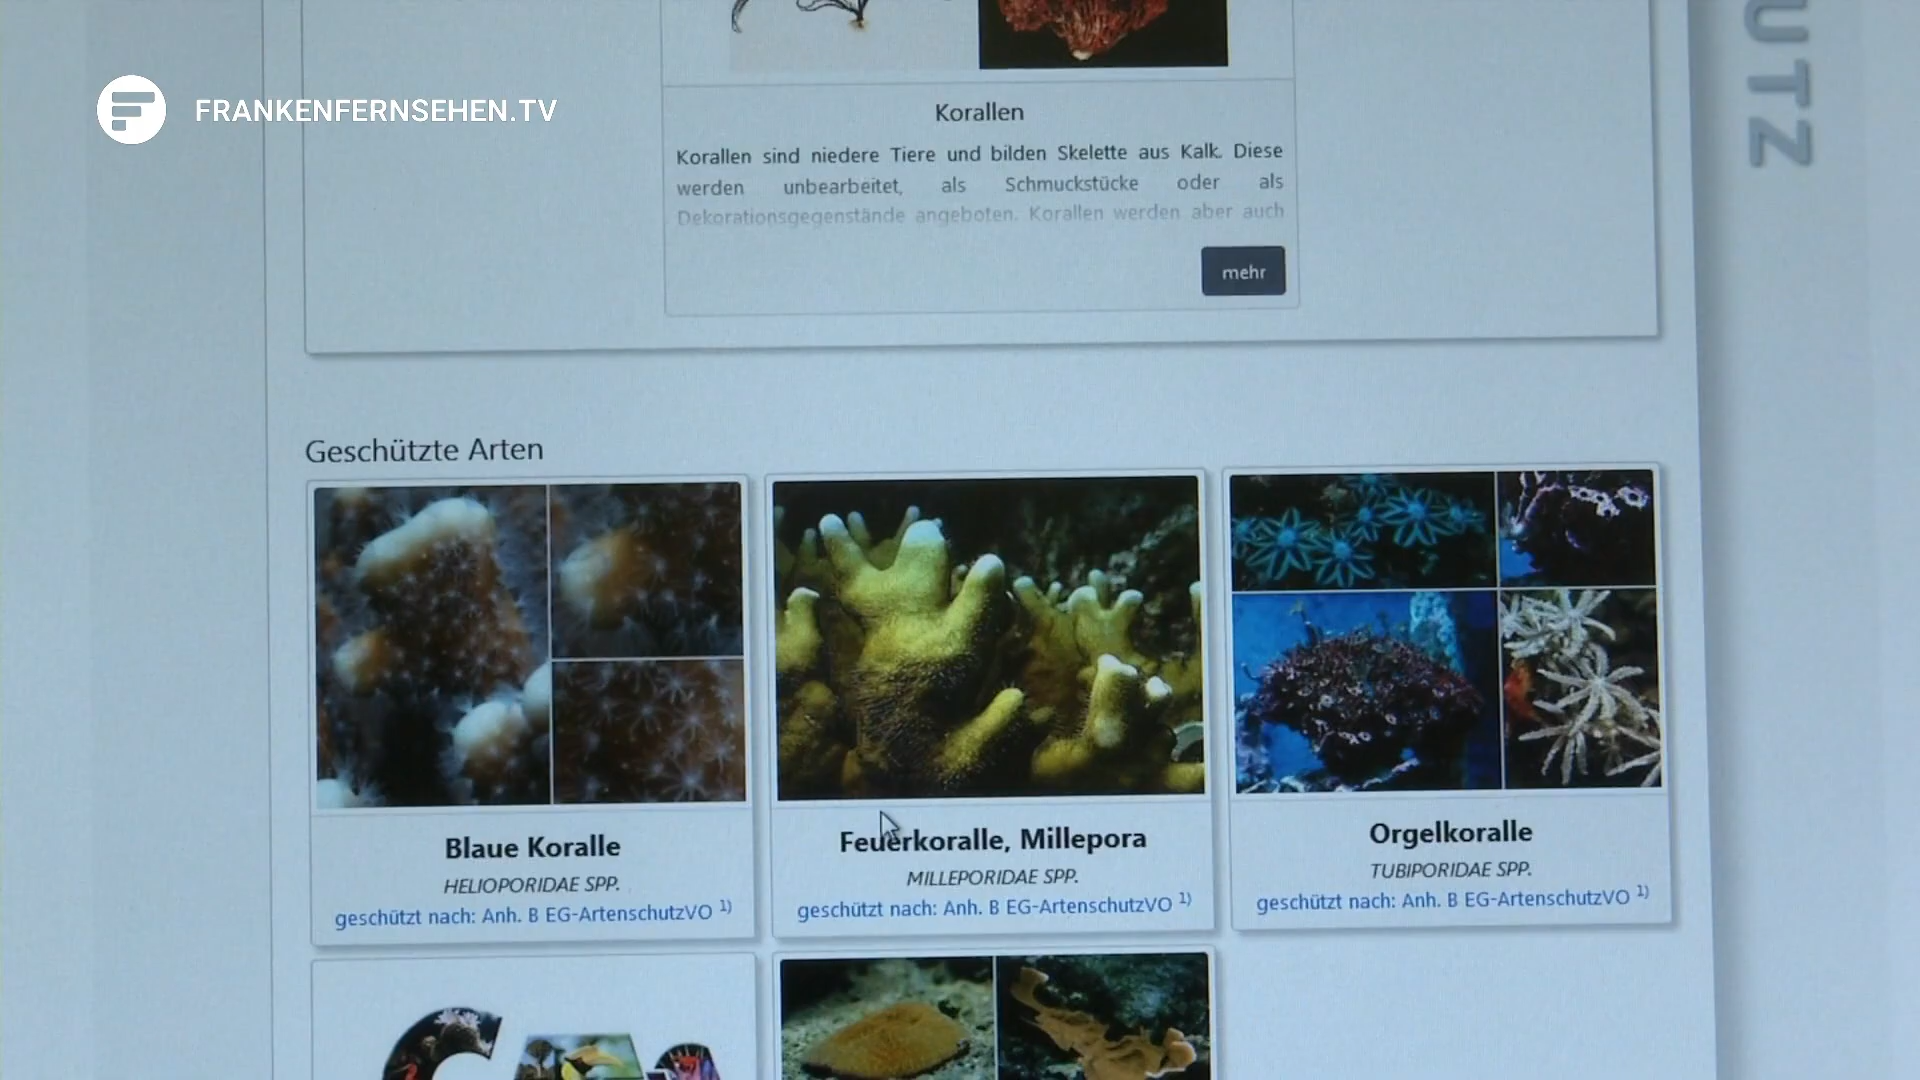 FRANKENFERNSEHEN.TV
UTZ
Korallen
Korallen sind niedere Tiere und bilden Skelette aus Kalk. Diese
werden unbearbeitet, als Schmuckstücke oder als
Dekorationsgegenstände angeboten. Korallen werden aber auch
mehr
Geschützte Arten
Blaue Koralle
HELIOPORIDAE SPP.
geschützt nach: Anh. B EG-ArtenschutzVO 1)
Feuerkoralle, Millepora
MILLEPORIDAE SPP.
geschützt nach: Anh. B EG-ArtenschutzVO 1)
Orgelkoralle
TUBIPORIDAE SPP.
geschützt nach: Anh. B EG-ArtenschutzVO 1)